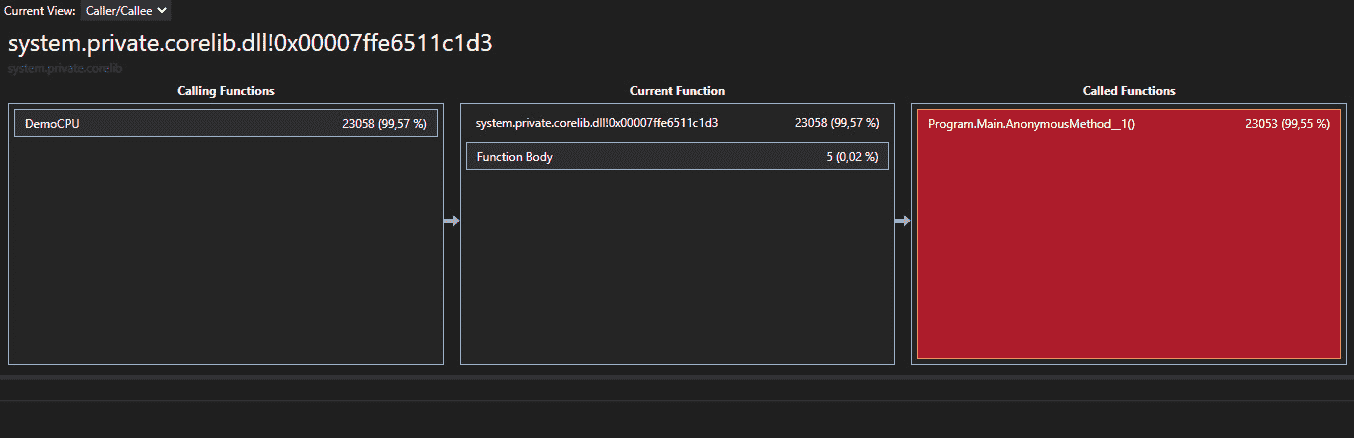 Current View: Caller/Callee
system.private.corelib.dll!0x00007ffe6511c1d3
system.private.corelib
Calling Functions Current Function Called Functions
DemoCPU 23058 (99,57 %) system.private.corelib.dll!0x00007ffe6511c1d3 23058 (99,57 %) Program.Main.AnonymousMethod__1() 23053 (99,55 %)
Function Body 5 (0,02 %)